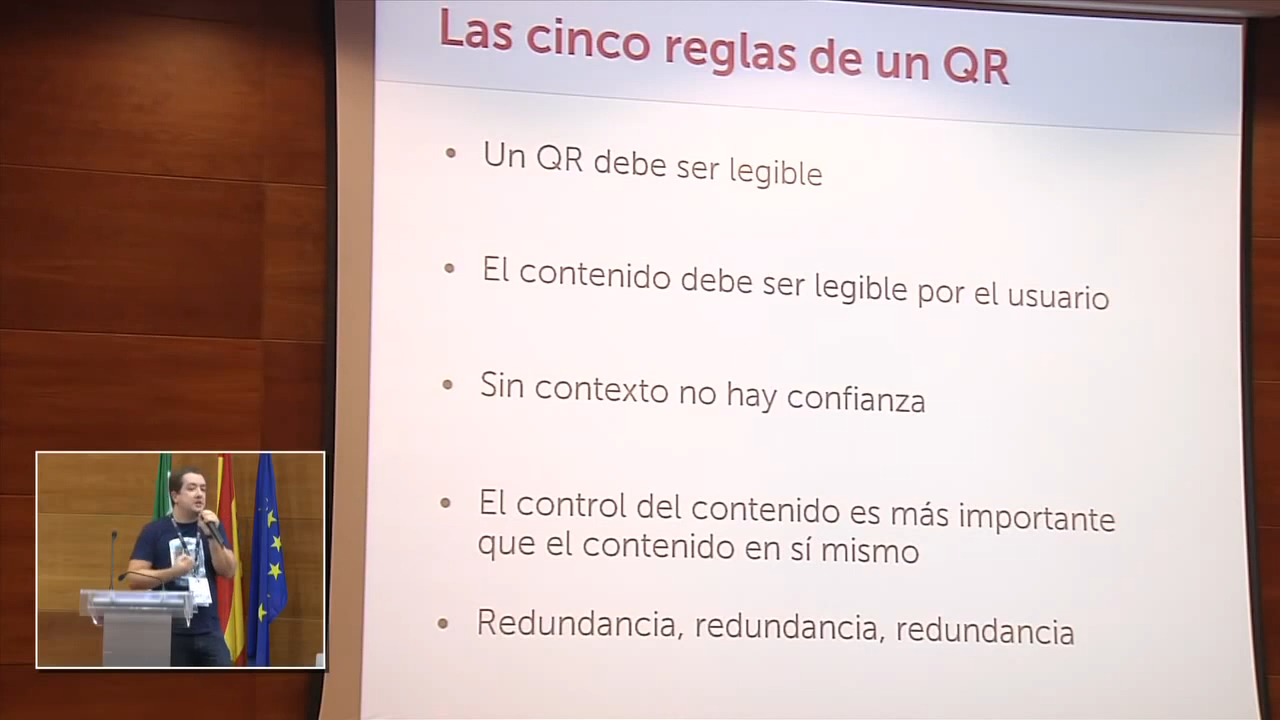 Las cinco reglas de un QR
• Un QR debe ser legible
• El contenido debe ser legible por el usuario
• Sin contexto no hay confianza
• El control del contenido es más importante
que el contenido en sí mismo
• Redundancia, redundancia, redundancia